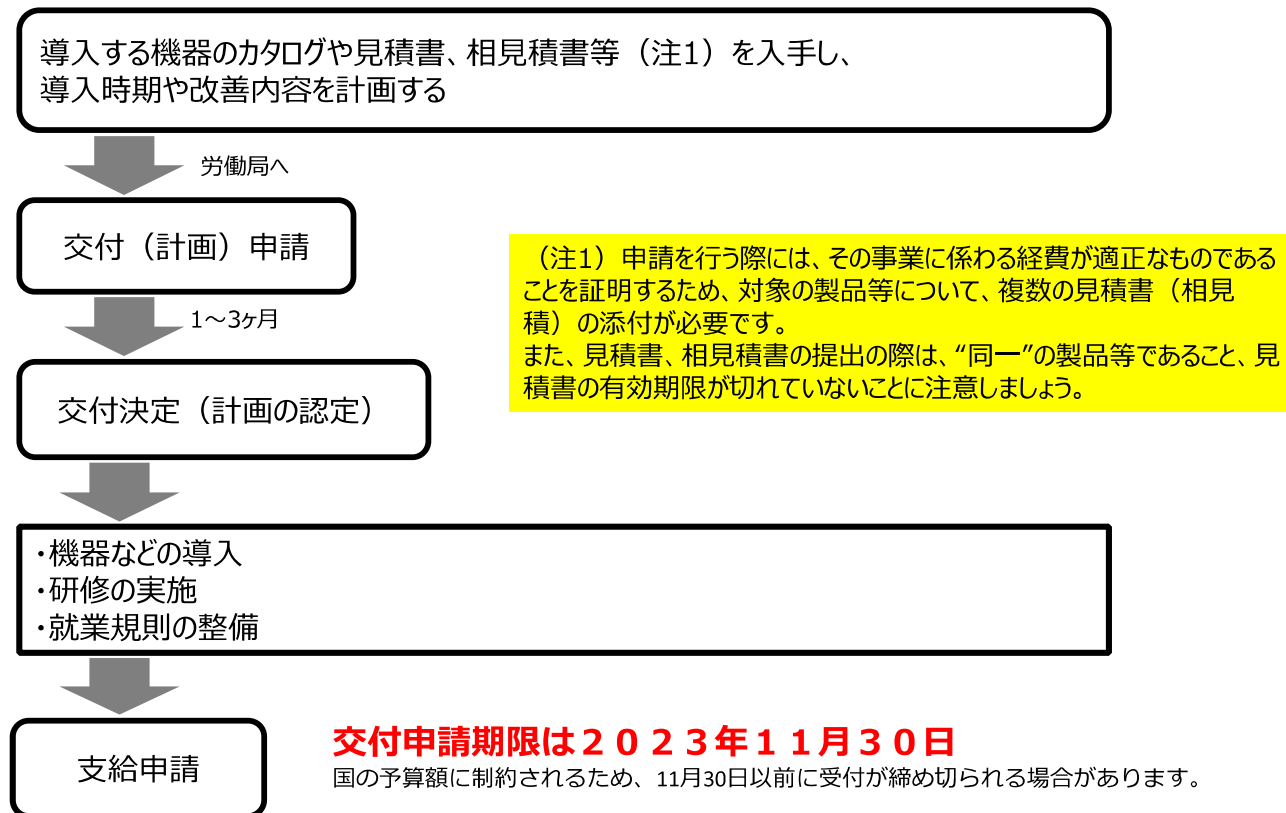 導入する機器のカタログや見積書、相見積書等（注1）を入手し、
導入時期や改善内容を計画する
労働局へ
交付（計画）申請
（注1）申請を行う際には、その事業に係わる経費が適正なものである
ことを証明するため、対象の製品等について、複数の見積書（相見
積）の添付が必要です。
また、見積書、相見積書の提出の際は、“同一”の製品等であること、見
積書の有効期限が切れていないことに注意しましょう。
1～3ヶ月
交付決定（計画の認定）
・機器などの導入
・研修の実施
・就業規則の整備
支給申請
交付申請期限は２０２３年１１月３０日
国の予算額に制約されるため、11月30日以前に受付が締め切られる場合があります。